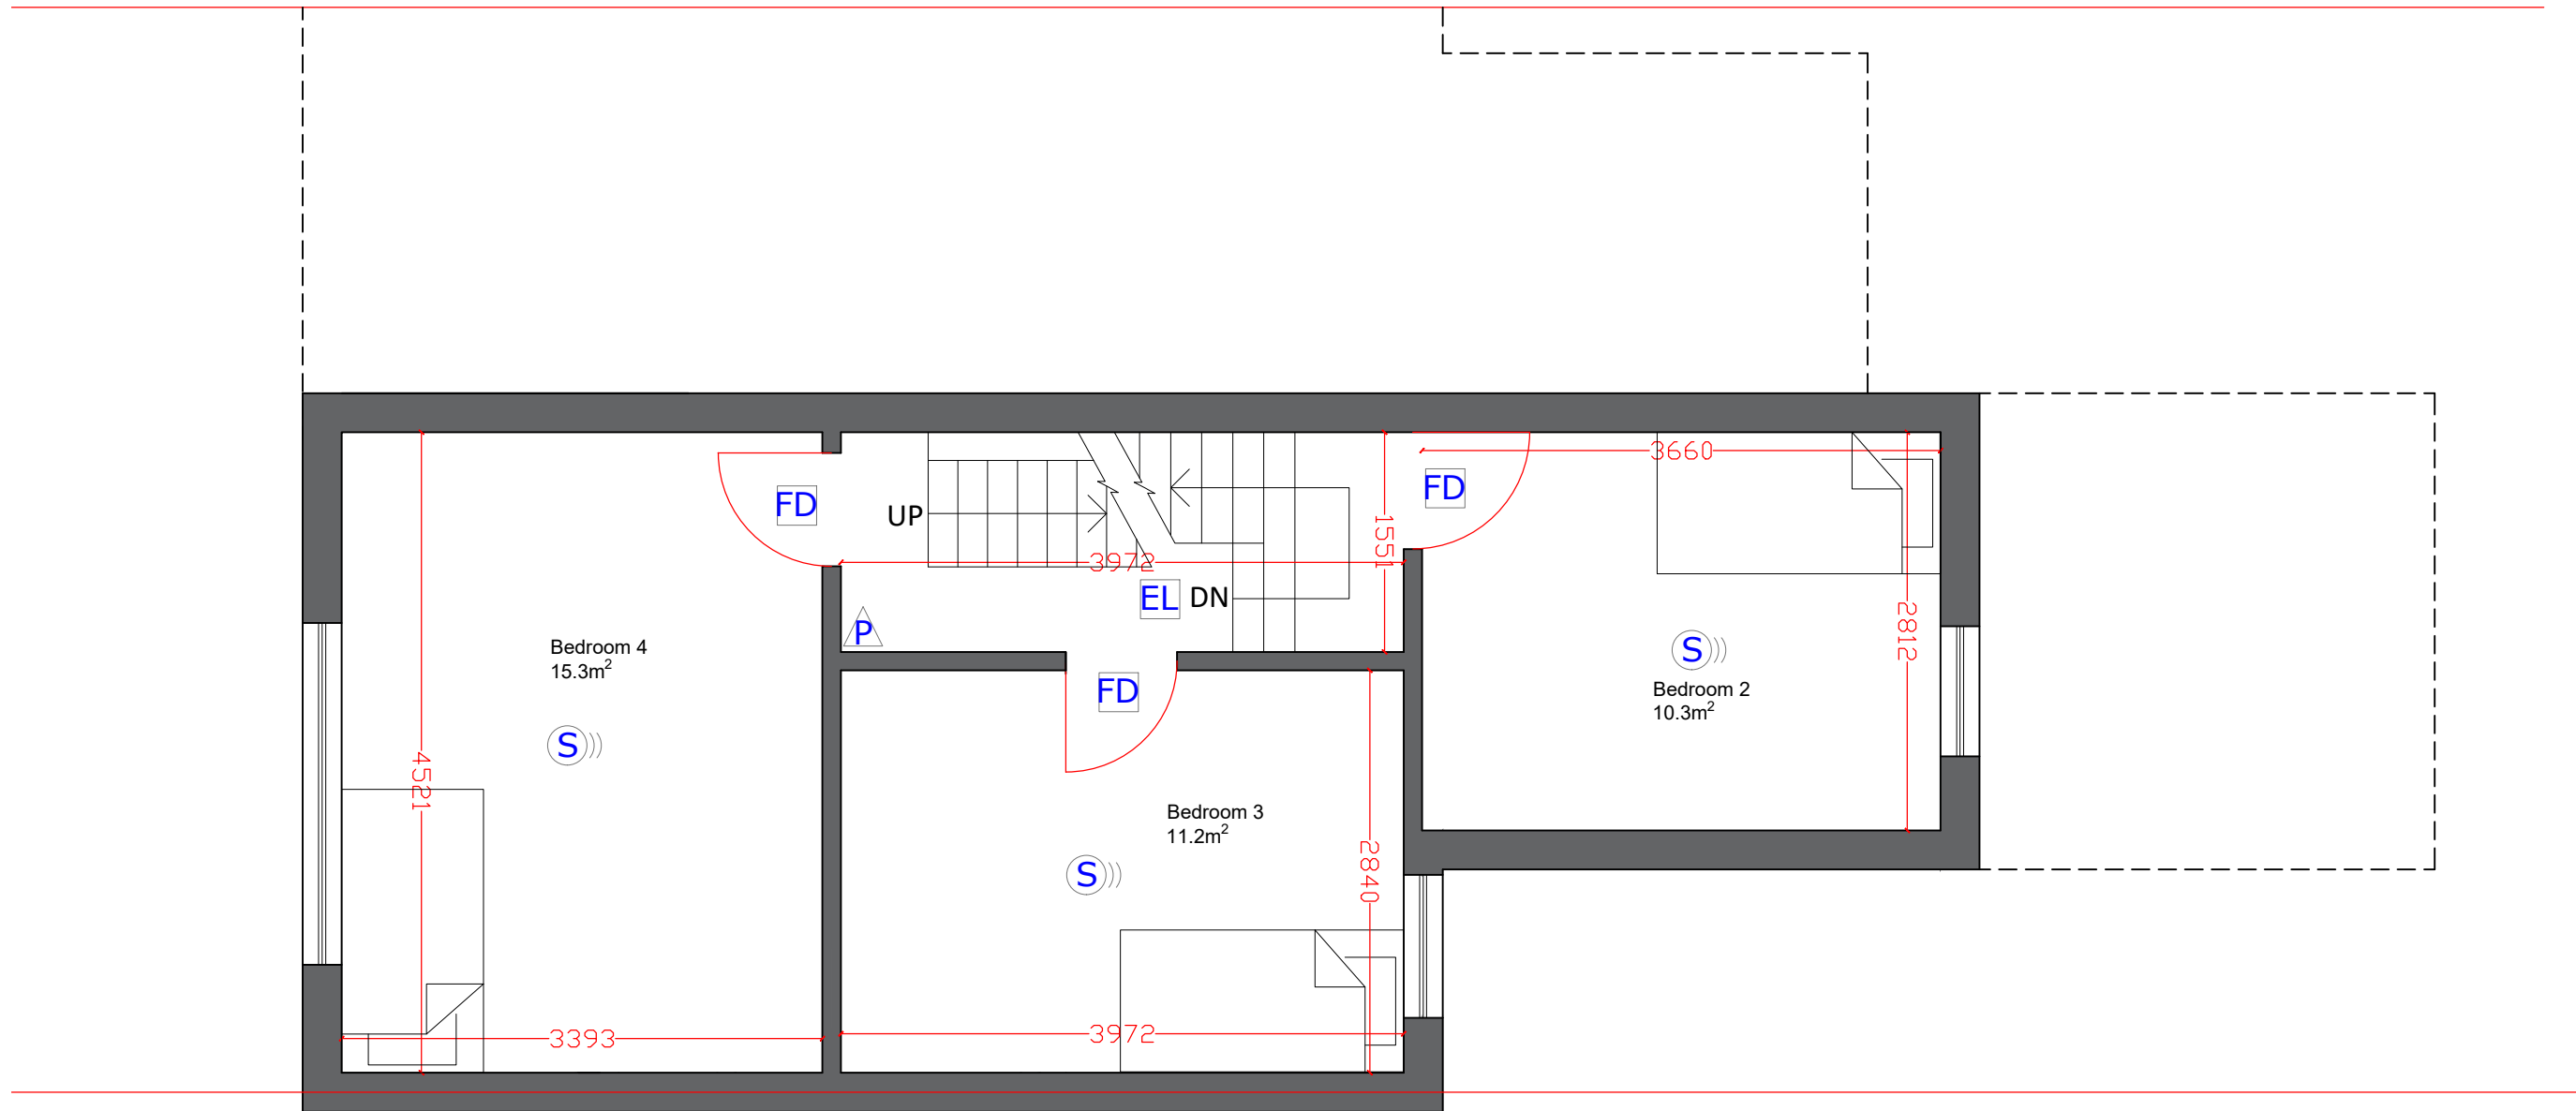 3660
FD
FD
UP
1551
3972
EL
DN
P
2812
S
Bedroom 2
10.3m²
Bedroom 4
15.3m²
FD
S
4521
Bedroom 3
11.2m²
S
2840
3393
3972